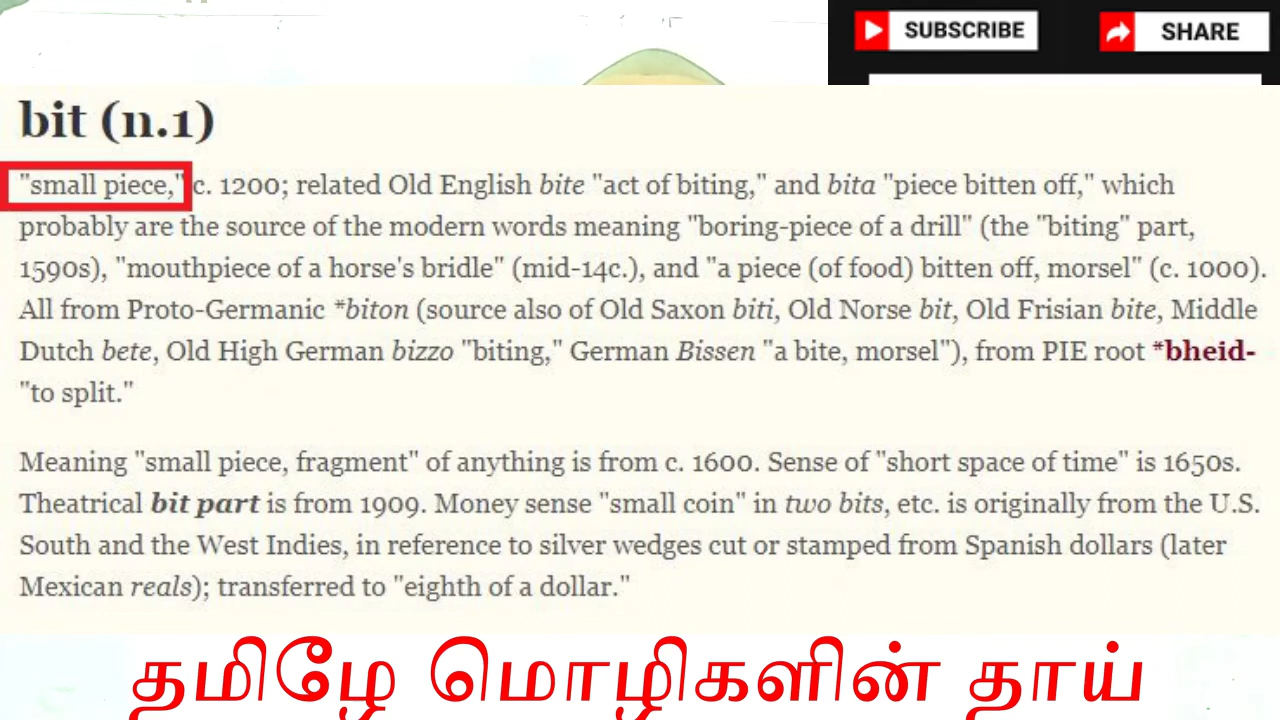 SUBSCRIBE
SHARE
bit (n.1)
"small piece," c. 1200; related Old English bite "act of biting," and bita "piece bitten off," which
probably are the source of the modern words meaning "boring-piece of a drill" (the "biting" part,
1590s), "mouthpiece of a horse's bridle" (mid-14c.), and "a piece (of food) bitten off, morsel" (c. 1000).
All from Proto-Germanic *biton (source also of Old Saxon biti, Old Norse bit, Old Frisian bite, Middle
Dutch bete, Old High German bizzo "biting," German Bissen "a bite, morsel"), from PIE root *bheid-
"to split."
Meaning "small piece, fragment" of anything is from c. 1600. Sense of "short space of time" is 1650s.
Theatrical bit part is from 1909. Money sense "small coin" in two bits, etc. is originally from the U.S.
South and the West Indies, in reference to silver wedges cut or stamped from Spanish dollars (later
Mexican reals); transferred to "eighth of a dollar."
தமிழே மொழிகளின் தாய்